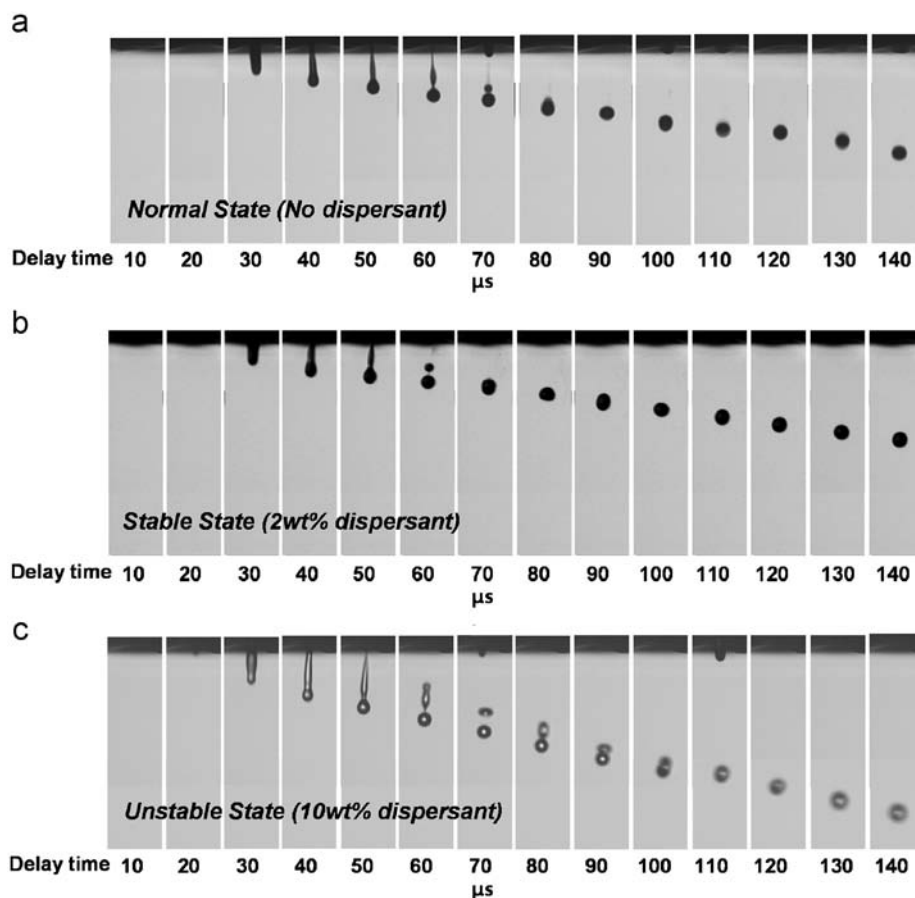 a
Normal State (No dispersant)
Delay time 10 20 30 40 50 60 70 80 90 100 110 120 130 140
µs
b
Stable State (2wt% dispersant)
Delay time 10 20 30 40 50 60 70 80 90 100 110 120 130 140
µs
c
Unstable State (10wt% dispersant)
Delay time 10 20 30 40 50 60 70 80 90 100 110 120 130 140
µs